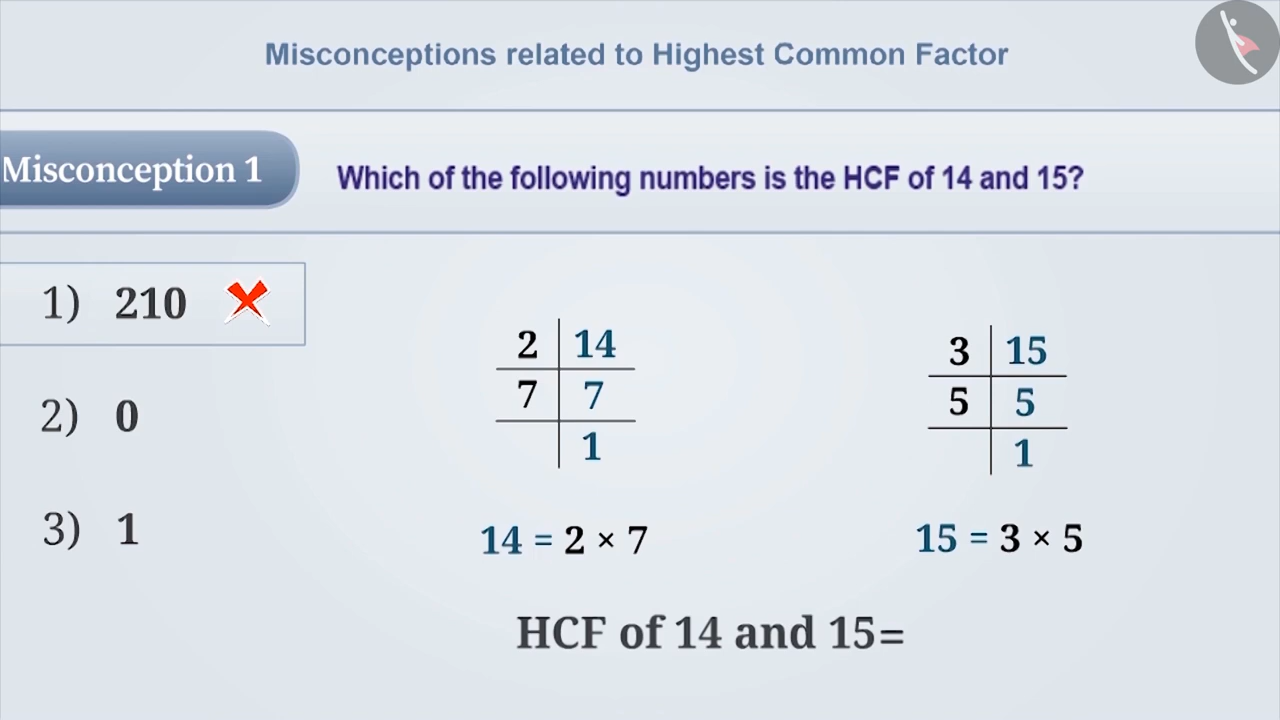 Misconceptions related to Highest Common Factor
Misconception 1
Which of the following numbers is the HCF of 14 and 15?
1) 210
2) 0
3) 1
2 14
7 7
1
14 = 2 × 7
3 15
5 5
1
15 = 3 × 5
HCF of 14 and 15=